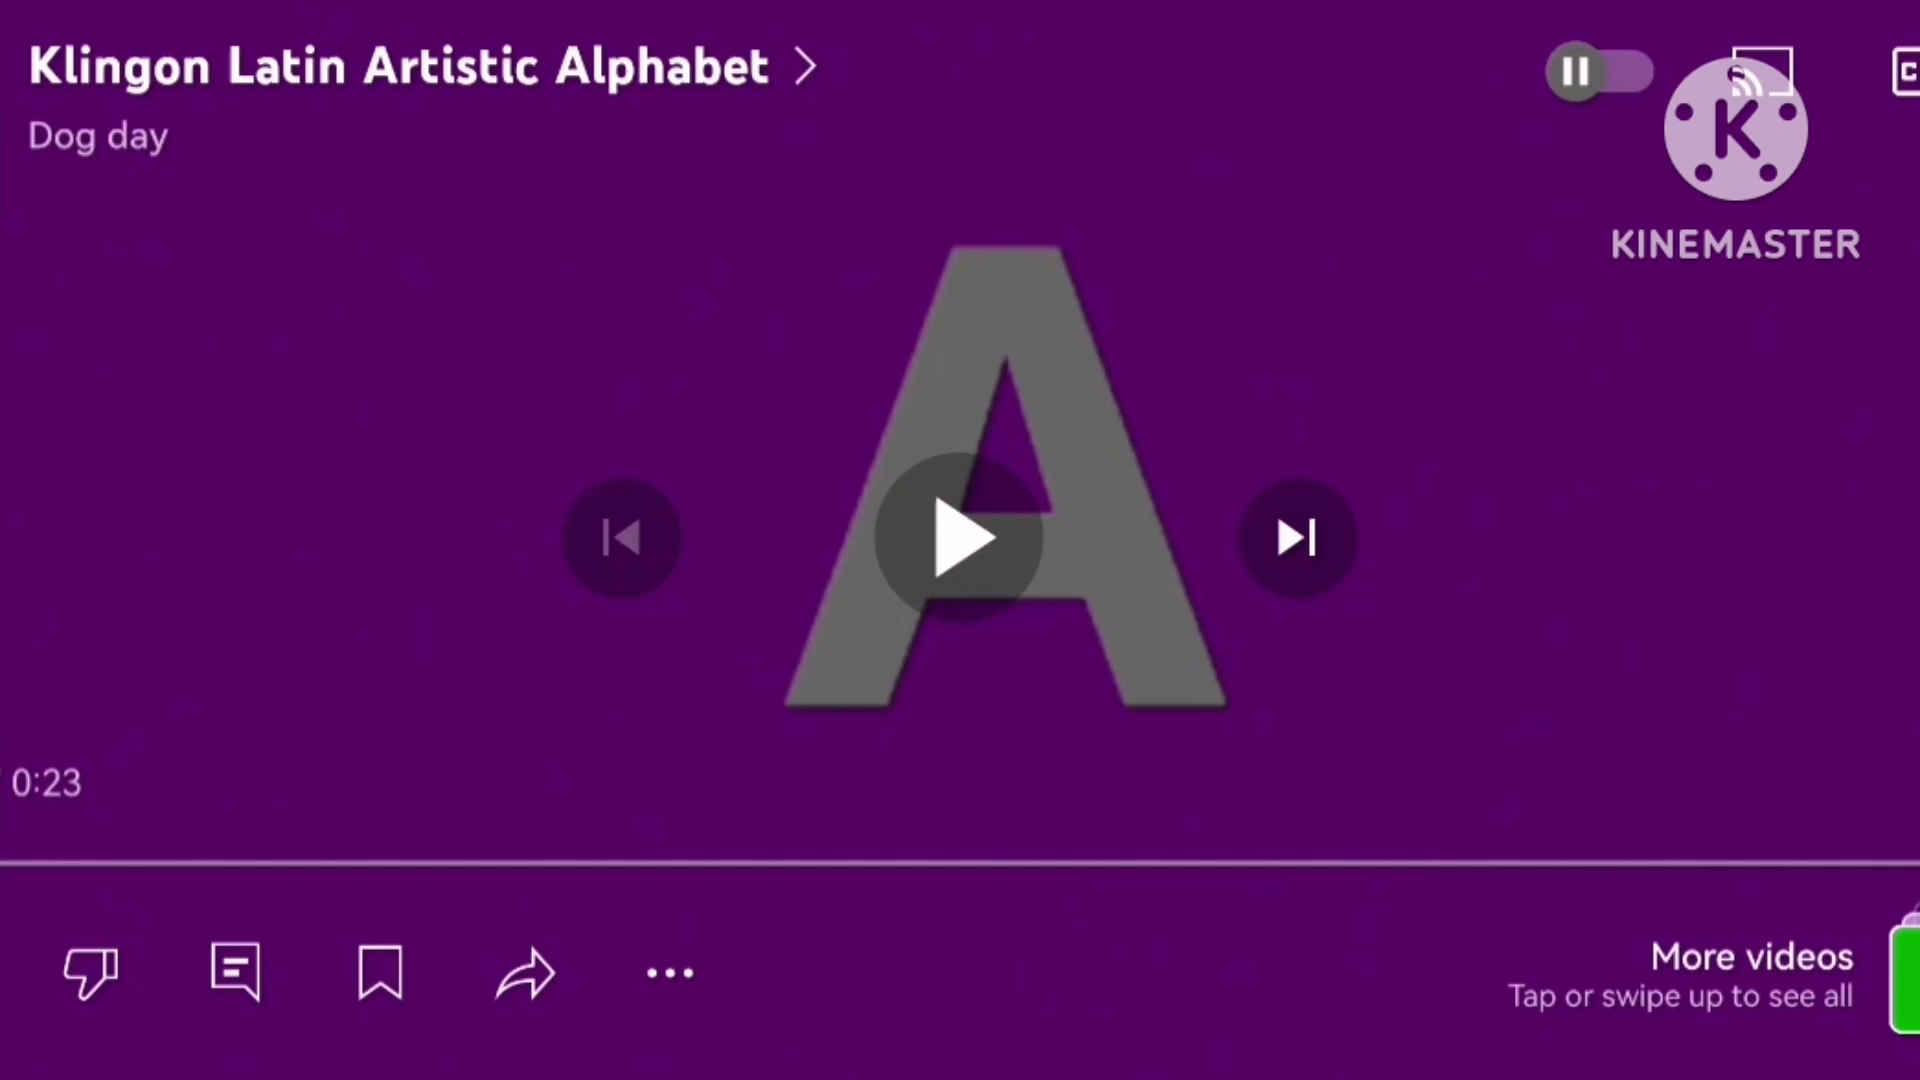 Klingon Latin Artistic Alphabet
Dog day
K
KINEMASTER
A
0:23
More videos
Tap or swipe up to see all